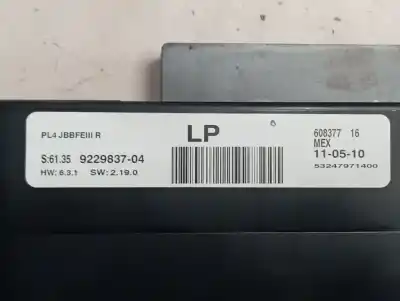 PL4 JBBFEIII R
LP
6
608377 16
MEX
S:61.35 9229837-04
11-05-10
HW: 6.3.1 SW: 2.19.0
53247971400